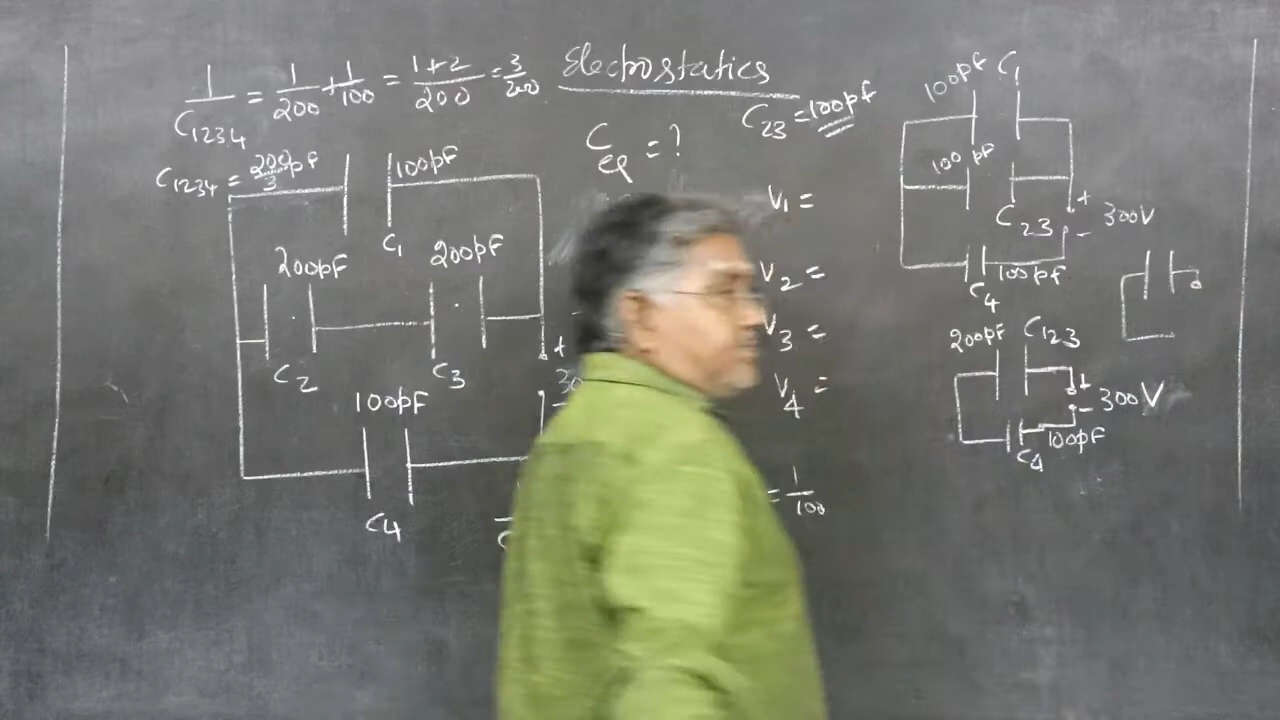 Electrostatics
1/C1234 = 1/200 + 1/100 = 1+2/200 = 3/200
C1234 = 200/3 pF
100pF
C1
200pF
200pF
C2
C3
100pF
C4
+
Ceq = ?
C23 = 100pF
V1 =
V2 =
V3 =
V4 =
= 1/100
100pF C1
100 pF
C23
+
- 300V
C4 100pF
200pF C123
+
- 300V
C4 100pF